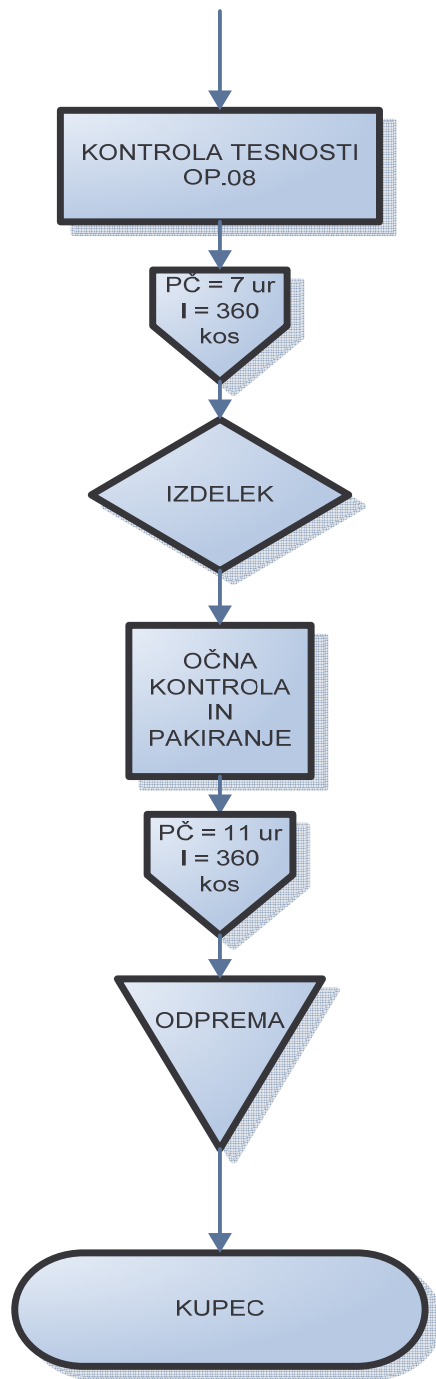 KONTROLA TESNOSTI
OP.08
PČ = 7 ur
I = 360
kos
IZDELEK
OČNA
KONTROLA
IN
PAKIRANJE
PČ = 11 ur
I = 360
kos
ODPREMA
KUPEC